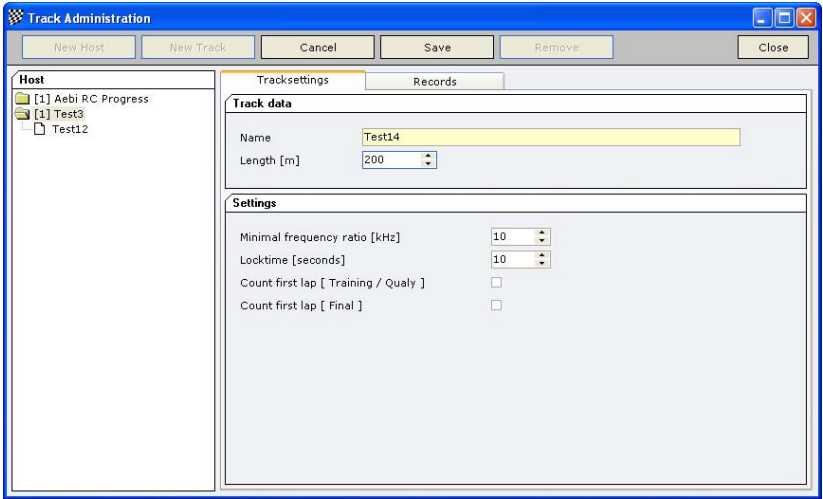 Track Administration
New Host New Track Cancel Save Remove Close
Host
[1] Aebi RC Progress
[1] Test3
Test12
Tracksettings Records
Track data
Name Test14
Length [m] 200
Settings
Minimal frequency ratio [kHz] 10
Locktime [seconds] 10
Count first lap [ Training / Qualy ]
Count first lap [ Final ]